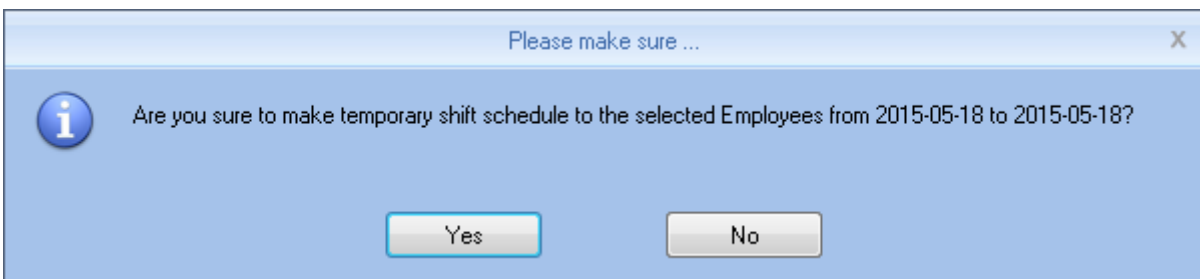 Please make sure ...
X
Are you sure to make temporary shift schedule to the selected Employees from 2015-05-18 to 2015-05-18?
Yes
No